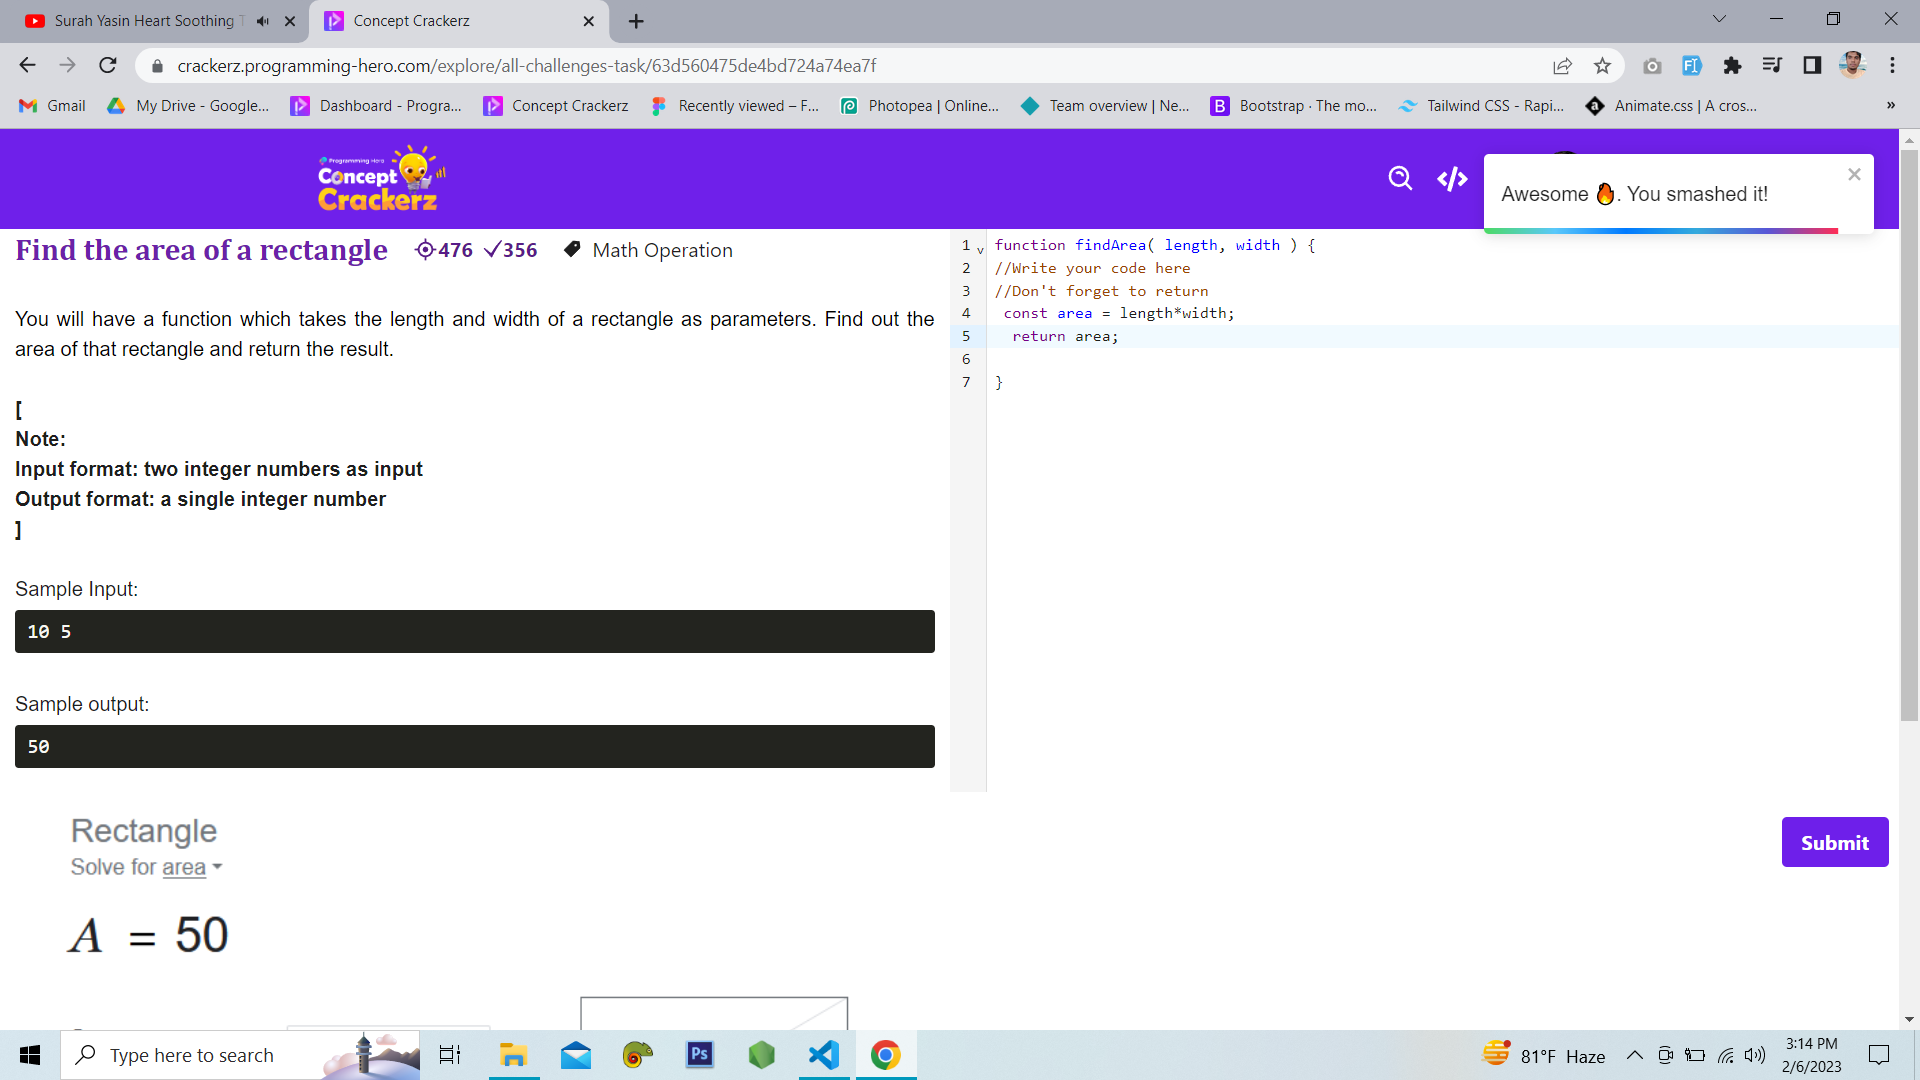 Surah Yasin Heart Soothing
Concept Crackerz
crackerz.programming-hero.com/explore/all-challenges-task/63d560475de4bd724a74ea7f
Gmail
My Drive - Google...
Dashboard - Progra...
Concept Crackerz
Recently viewed – F...
Photopea | Online...
Team overview | Ne...
Bootstrap · The mo...
Tailwind CSS - Rapi...
Animate.css | A cros...
»
Programming Hero
Concept
Crackerz
Awesome 🔥. You smashed it!
Find the area of a rectangle
476
356
Math Operation
You will have a function which takes the length and width of a rectangle as parameters. Find out the
area of that rectangle and return the result.
[
Note:
Input format: two integer numbers as input
Output format: a single integer number
]
Sample Input:
10 5
Sample output:
50
1 function findArea( length, width ) {
2 //Write your code here
3 //Don't forget to return
4 const area = length*width;
5 return area;
6
7 }
Rectangle
Solve for area
A = 50
Submit
Type here to search
Ps
81°F Haze
3:14 PM
2/6/2023